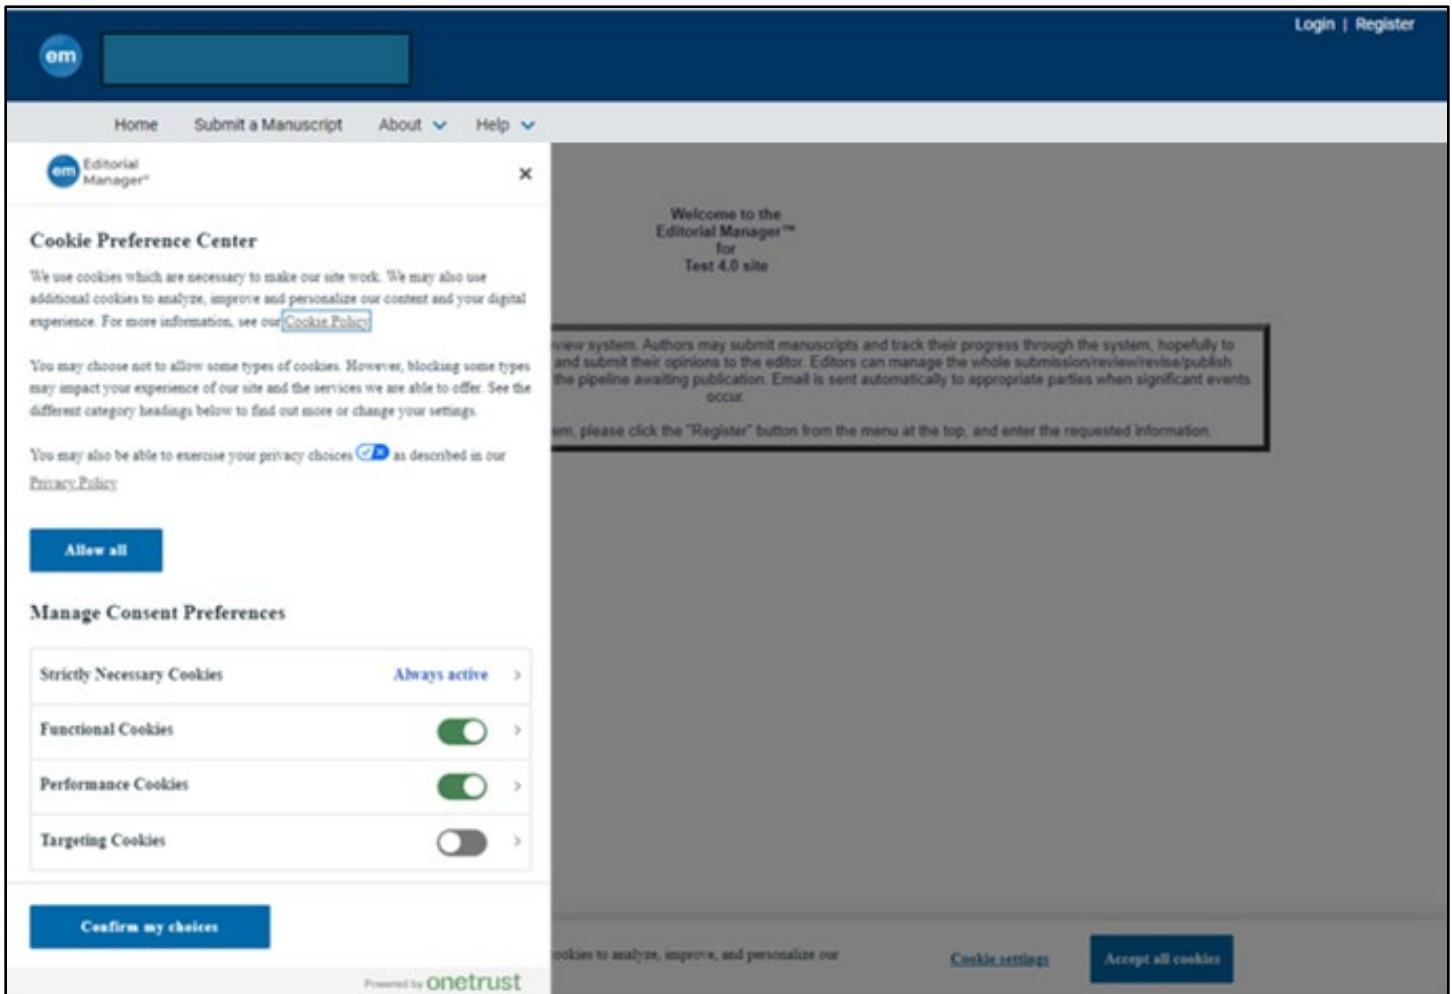 Login | Register
em
Home Submit a Manuscript About Help
em Editorial
Manager®
Cookie Preference Center
We use cookies which are necessary to make our site work. We may also use
additional cookies to analyze, improve and personalize our content and your digital
experience. For more information, see our Cookie Policy
You may choose not to allow some types of cookies. However, blocking some types
may impact your experience of our site and the services we are able to offer. See the
different category headings below to find out more or change your settings.
You may also be able to exercise your privacy choices as described in our
Privacy Policy
Allow all
Manage Consent Preferences
Strictly Necessary Cookies Always active
Functional Cookies
Performance Cookies
Targeting Cookies
Confirm my choices
Powered by onetrust
Welcome to the
Editorial Manager™
for
Test 4.0 site
view system. Authors may submit manuscripts and track their progress through the system, hopefully to
and submit their opinions to the editor. Editors can manage the whole submission/review/revise/publish
the pipeline awaiting publication. Email is sent automatically to appropriate parties when significant events
occur.
em, please click the "Register" button from the menu at the top, and enter the requested information.
cookies to analyze, improve, and personalize our
Cookie settings
Accept all cookies